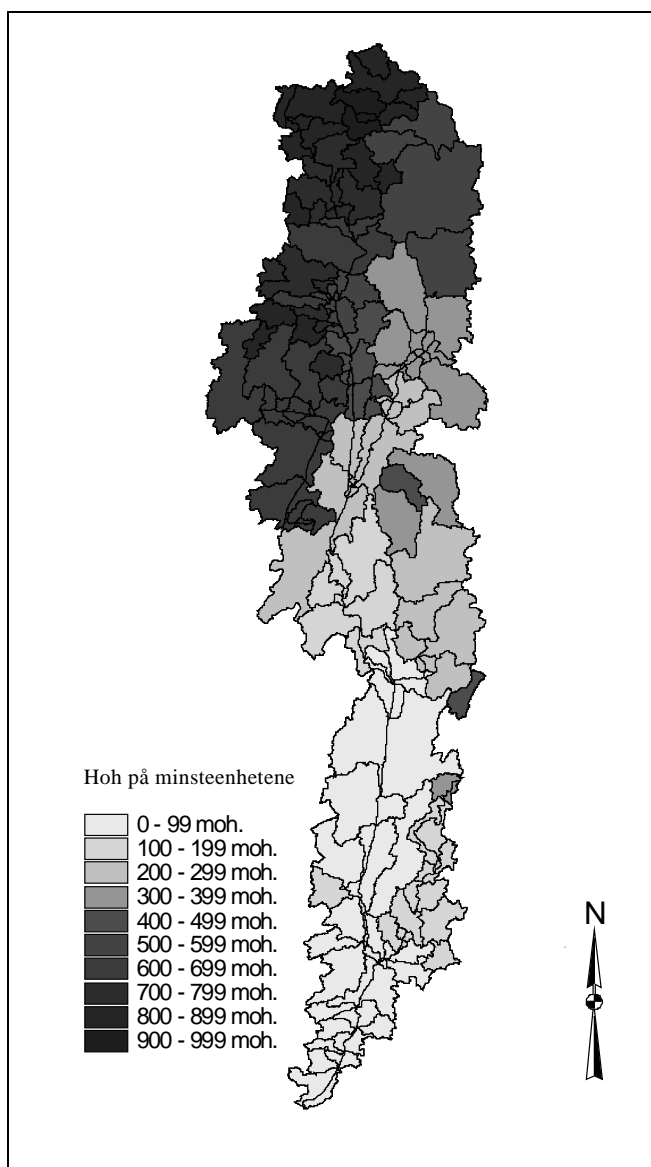 Hoh på minsteenhetene
0 - 99 moh.
100 - 199 moh.
200 - 299 moh.
300 - 399 moh.
400 - 499 moh.
500 - 599 moh.
600 - 699 moh.
700 - 799 moh.
800 - 899 moh.
900 - 999 moh.
N